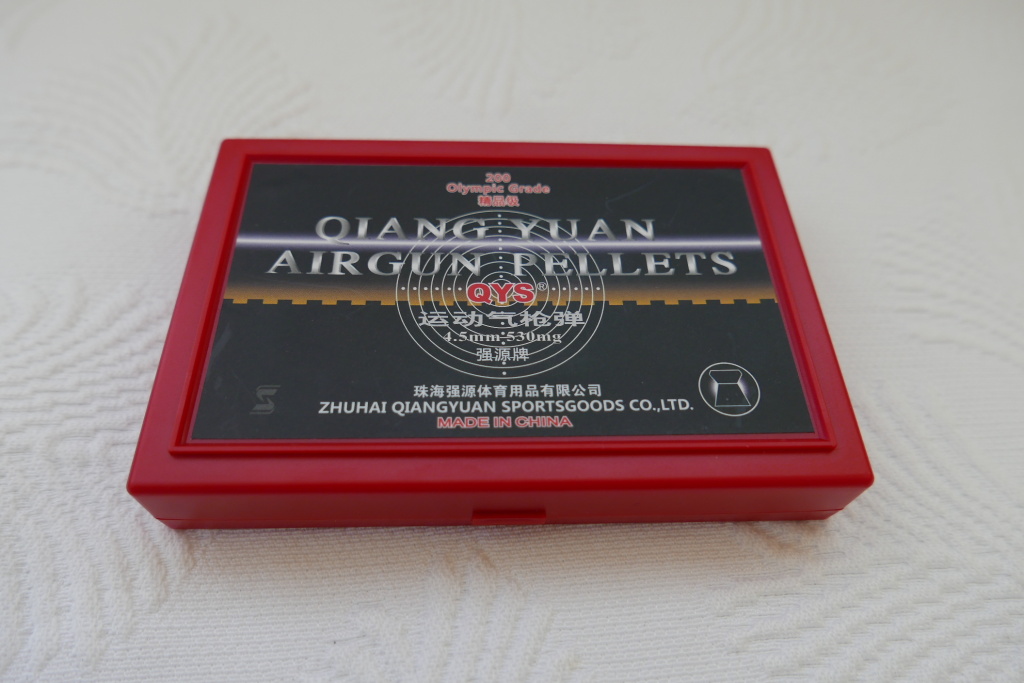 200
Olympic Grade
精品级
QIANG YUAN
AIRGUN PELLETS
QYS®
运动气枪弹
4.5mm 530mg
强源牌
珠海强源体育用品有限公司
ZHUHAI QIANGYUAN SPORTSGOODS CO.,LTD.
MADE IN CHINA